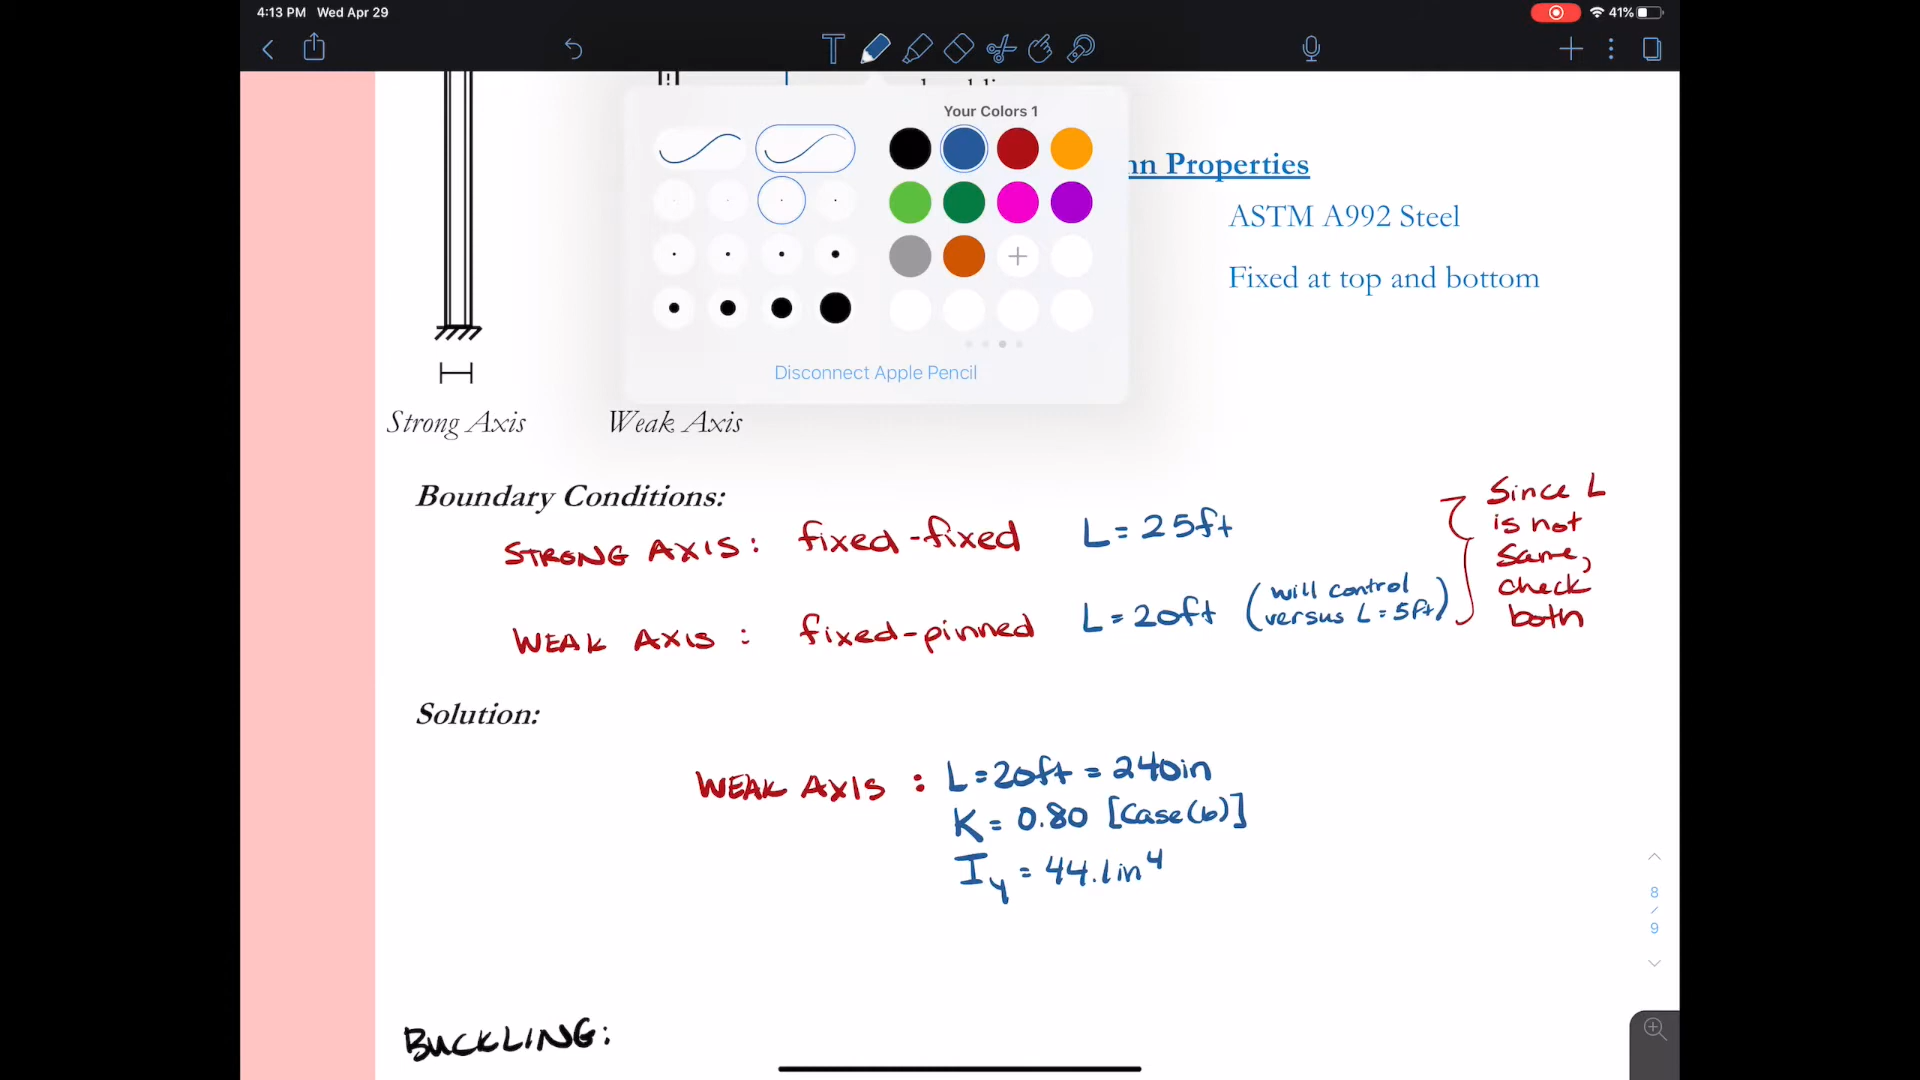 4:13 PM Wed Apr 29
41%
Your Colors 1
nn Properties
ASTM A992 Steel
Fixed at top and bottom
Disconnect Apple Pencil
Strong Axis
Weak Axis
Boundary Conditions:
STRONG AXIS: fixed-fixed L=25ft
WEAK AXIS: fixed-pinned L=20ft (will control versus L=5ft)
Since L
is not
same,
check
both
Solution:
WEAK AXIS: L=20ft = 240in
K = 0.80 [Case(b)]
Iy = 44.1in⁴
8
/
9
BUCKLING: